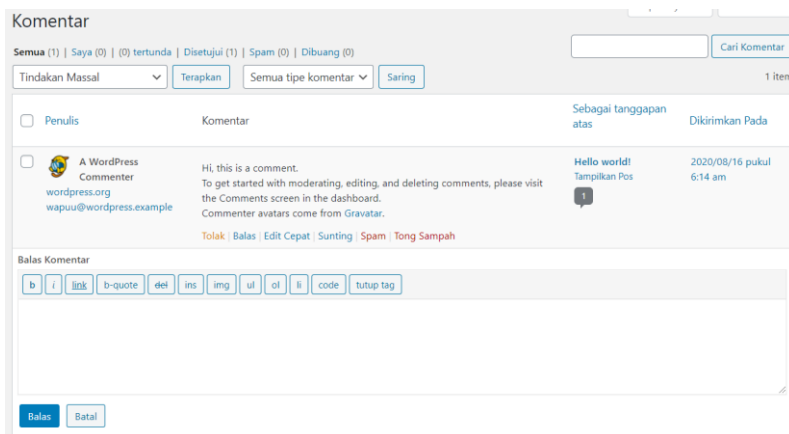 Komentar
Semua (1) | Saya (0) | (0) tertunda | Disetujui (1) | Spam (0) | Dibuang (0)
Cari Komentar
Tindakan Massal Terapkan Semua tipe komentar Saring
1 item
Penulis Komentar Sebagai tanggapan atas Dikirimkan Pada
A WordPress
Commenter
wordpress.org
wapuu@wordpress.example
Hi, this is a comment.
To get started with moderating, editing, and deleting comments, please visit
the Comments screen in the dashboard.
Commenter avatars come from Gravatar.
Tolak | Balas | Edit Cepat | Sunting | Spam | Tong Sampah
Hello world!
Tampilkan Pos
1
2020/08/16 pukul
6:14 am
Balas Komentar
b i link b-quote del ins img ul ol li code tutup tag
Balas Batal